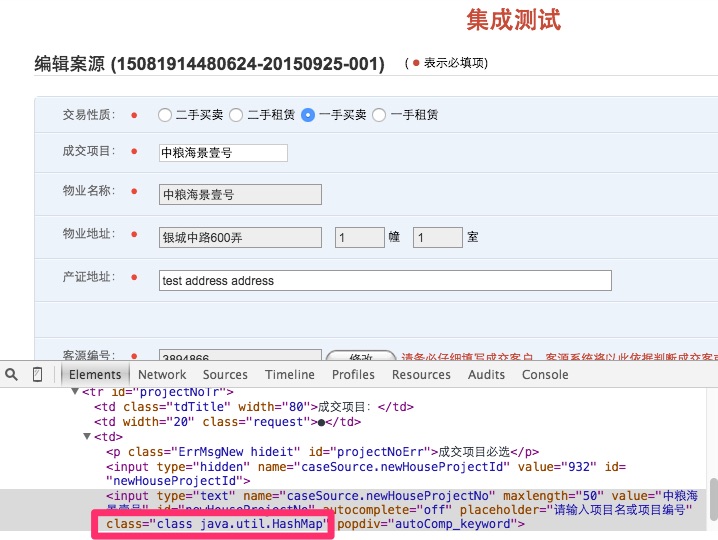 集成测试
编辑案源 (15081914480624-20150925-001) (● 表示必填项)
交易性质： ● 二手买卖 二手租赁 一手买卖 一手租赁
成交项目： ● 中粮海景壹号
物业名称： ● 中粮海景壹号
物业地址： ● 银城中路600弄 1 幢 1 室
产证地址： ● test address address
客源编号： ● 3894866 修改 请务必仔细填写成交客户，客源系统将以此依据判断成交客
Elements Network Sources Timeline Profiles Resources Audits Console
▼<tr id="projectNoTr">
<td class="tdTitle" width="80">成交项目：</td>
<td width="20" class="request">●</td>
▼<td>
<p class="ErrMsgNew hideit" id="projectNoErr">成交项目必选</p>
<input type="hidden" name="caseSource.newHouseProjectId" value="932" id=
"newHouseProjectId">
<input type="text" name="caseSource.newHouseProjectNo" maxlength="50" value="中粮海
景壹号" id="newHouseProjectNo" autocomplete="off" placeholder="请输入项目名或项目编号"
class="class java.util.HashMap" popdiv="autoComp_keyword">